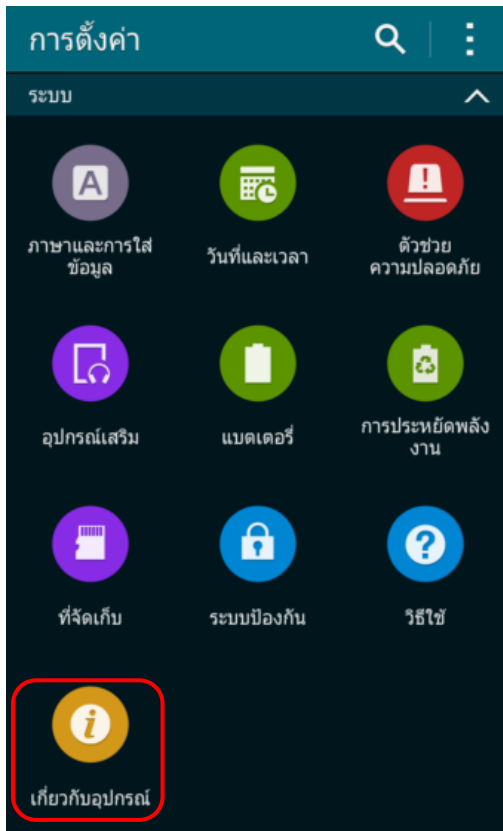 การตั้งค่า
ระบบ
A
ภาษาและการใส่
ข้อมูล
วันที่และเวลา
ตัวช่วย
ความปลอดภัย
อุปกรณ์เสริม
แบตเตอรี่
การประหยัดพลัง
งาน
ที่จัดเก็บ
ระบบป้องกัน
วิธีใช้
เกี่ยวกับอุปกรณ์